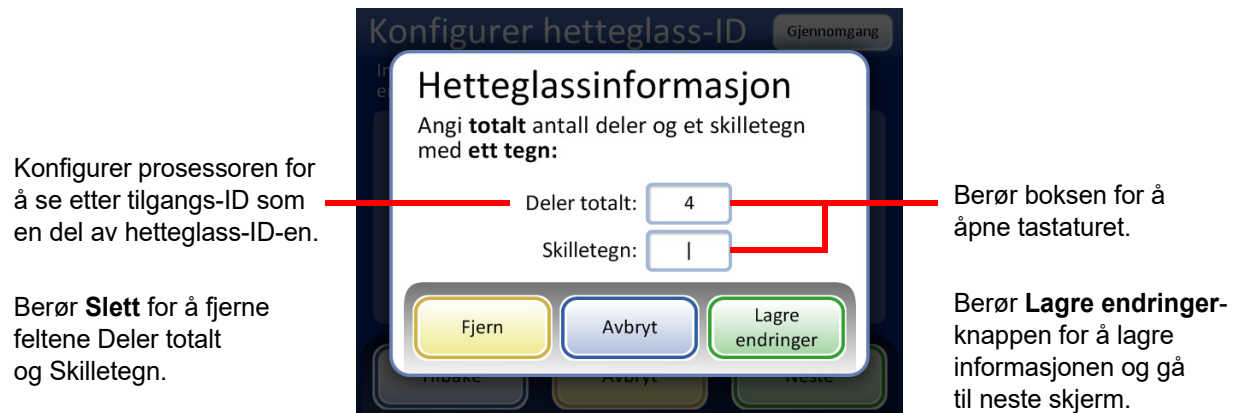 Konfigurer hetteglass-ID
Gjennomgang
Hetteglassinformasjon
Angi totalt antall deler og et skilletegn
med ett tegn:
Deler totalt: 4
Skilletegn: |
Fjern
Avbryt
Lagre
endringer
Tilbake
Avbryt
Neste
Konfigurer prosessoren for
å se etter tilgangs-ID som
en del av hetteglass-ID-en.
Berør Slett for å fjerne
feltene Deler totalt
og Skilletegn.
Berør boksen for å
åpne tastaturet.
Berør Lagre endringer-
knappen for å lagre
informasjonen og gå
til neste skjerm.